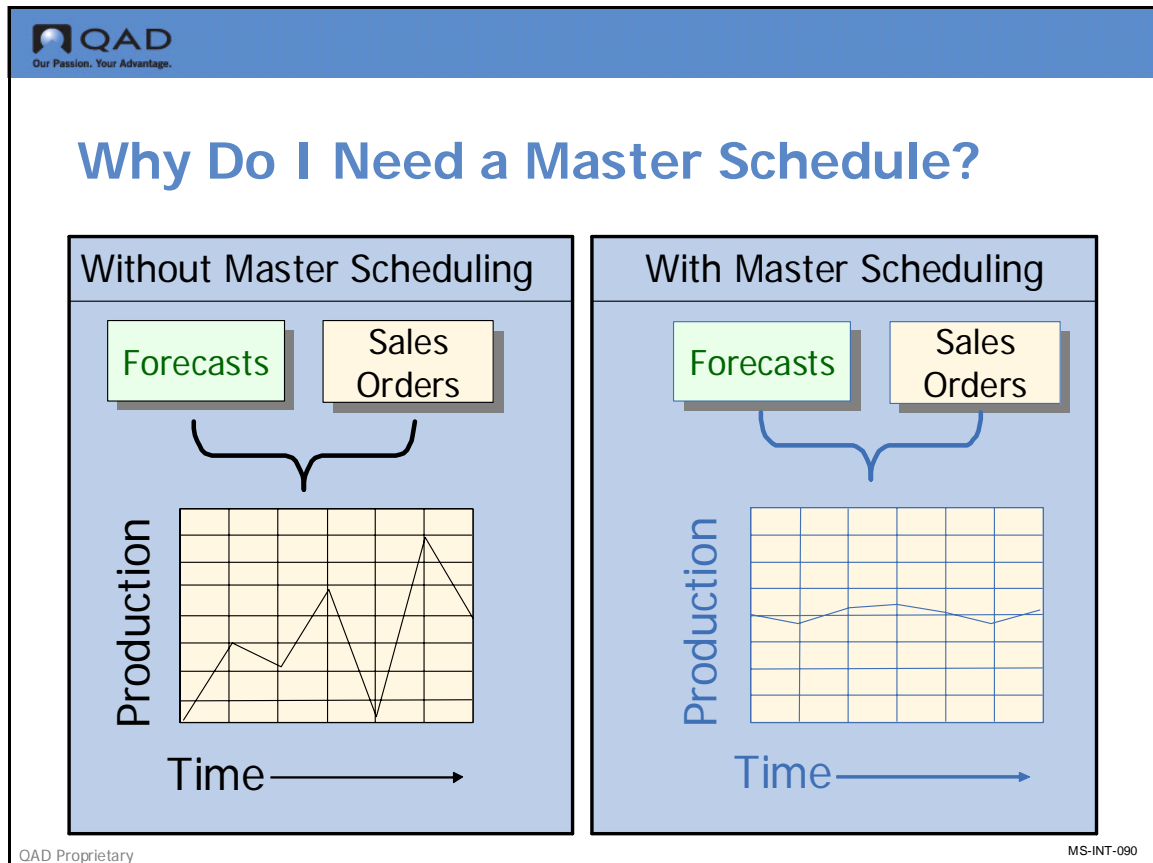 QAD
Our Passion. Your Advantage.
Why Do I Need a Master Schedule?
Without Master Scheduling
Forecasts
Sales
Orders
Production
Time
With Master Scheduling
Forecasts
Sales
Orders
Production
Time
QAD Proprietary
MS-INT-090